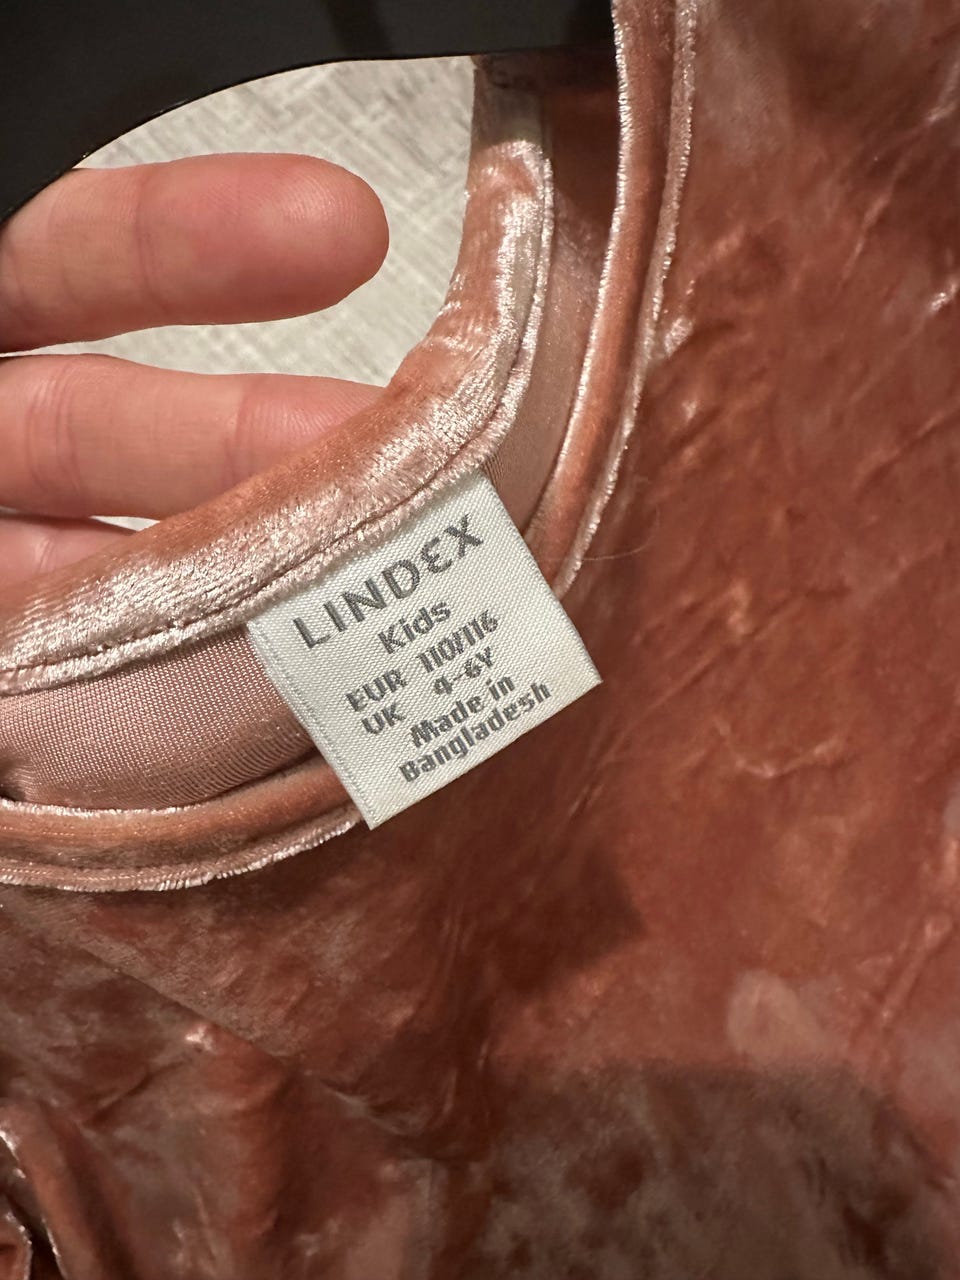 LINDEX
Kids
EUR 110/116
UK 4-6Y
Made in
Bangladesh